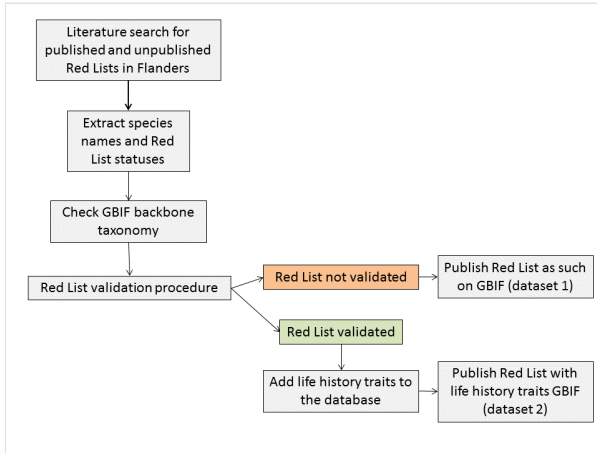 Literature search for
published and unpublished
Red Lists in Flanders
Extract species
names and Red
List statuses
Check GBIF backbone
taxonomy
Red List validation procedure
Red List not validated
Publish Red List as such
on GBIF (dataset 1)
Red List validated
Add life history traits to
the database
Publish Red List with
life history traits GBIF
(dataset 2)